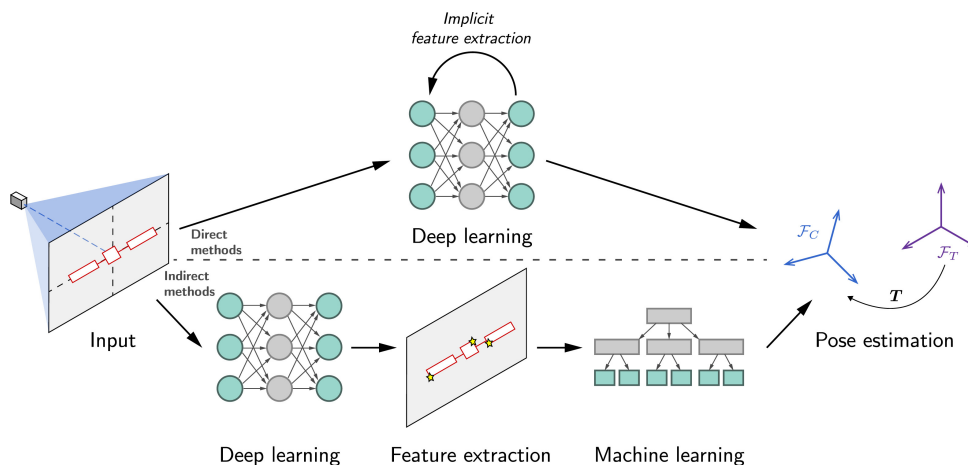 Implicit
feature extraction
Deep learning
Direct
methods
Indirect
methods
Input
Deep learning
Feature extraction
Machine learning
Pose estimation
F_C
F_T
T